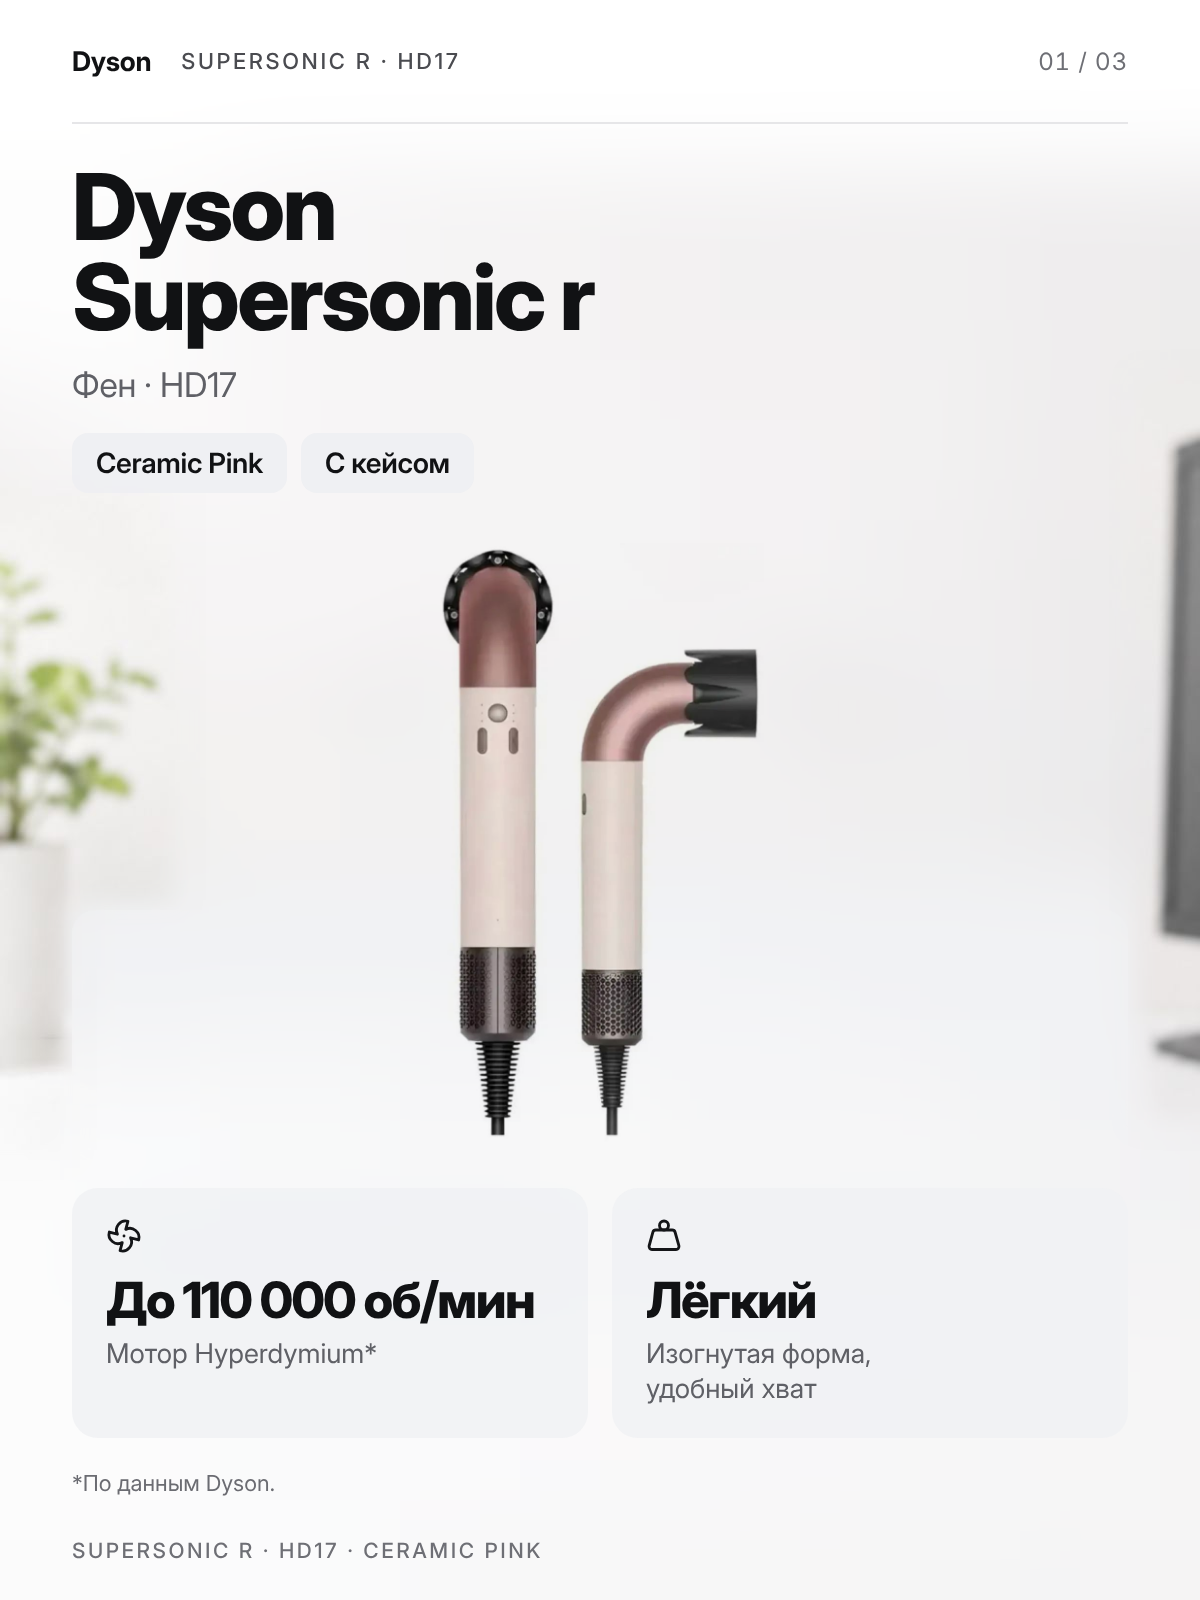 Dyson SUPERSONIC R · HD17 01 / 03
Dyson
Supersonic r
Фен · HD17
Ceramic Pink С кейсом
До 110 000 об/мин
Мотор Hyperdymium*
Лёгкий
Изогнутая форма,
удобный хват
*По данным Dyson.
SUPERSONIC R · HD17 · CERAMIC PINK